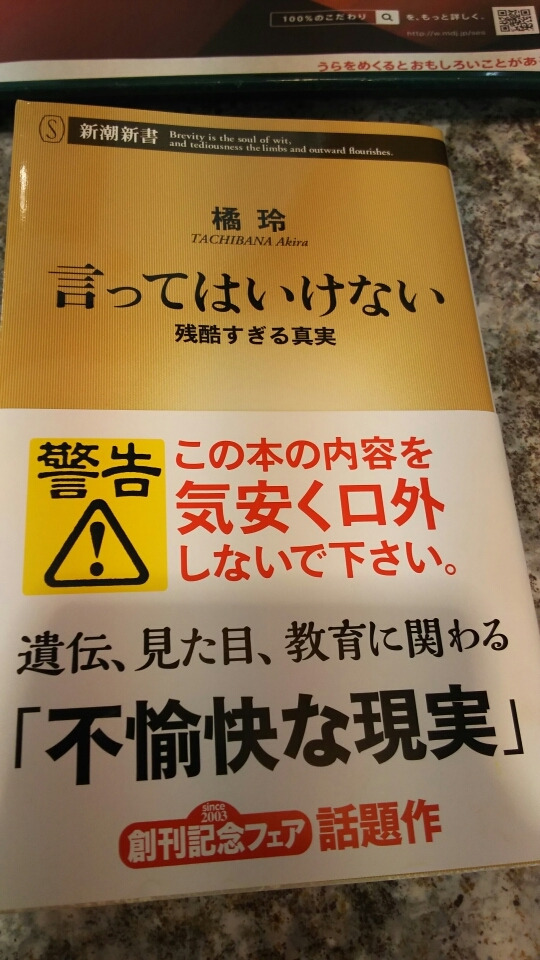 100%のこだわり
を、もっと詳しく。
うらをめくるとおもしろいことがあ
S
新潮新書
Brevity is the soul of wit,
and tediousness the limbs and outward flourishes.
橘 玲
TACHIBANA Akira
言ってはいけない
残酷すぎる真実
警告
この本の内容を
気安く口外
しないで下さい。
遺伝、見た目、教育に関わる
「不愉快な現実」
since
2003
創刊記念フェア
話題作